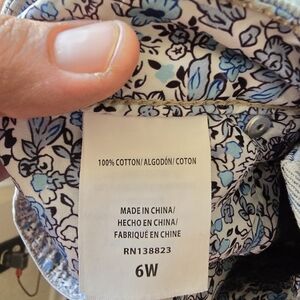 100% COTTON/ ALGODÓN/ COTON
MADE IN CHINA/
HECHO EN CHINA/
FABRIQUÉ EN CHINE
RN138823
6W